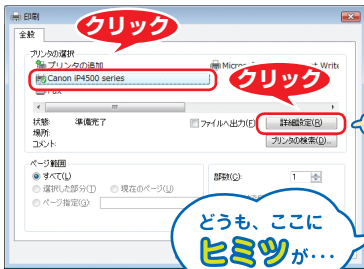 印刷
クリック
全般
プリンタの選択
プリンタの追加
Canon iP4500 series
クリック
状態: 準備完了
場所:
コメント:
ファイルへ出力(F)
詳細設定(R)
プリンタの検索(D)...
ページ範囲
すべて(L)
選択した部分(T)
現在のページ(U)
ページ指定(G):
部数(C): 1
どうも、ここに
ヒミツが･･･